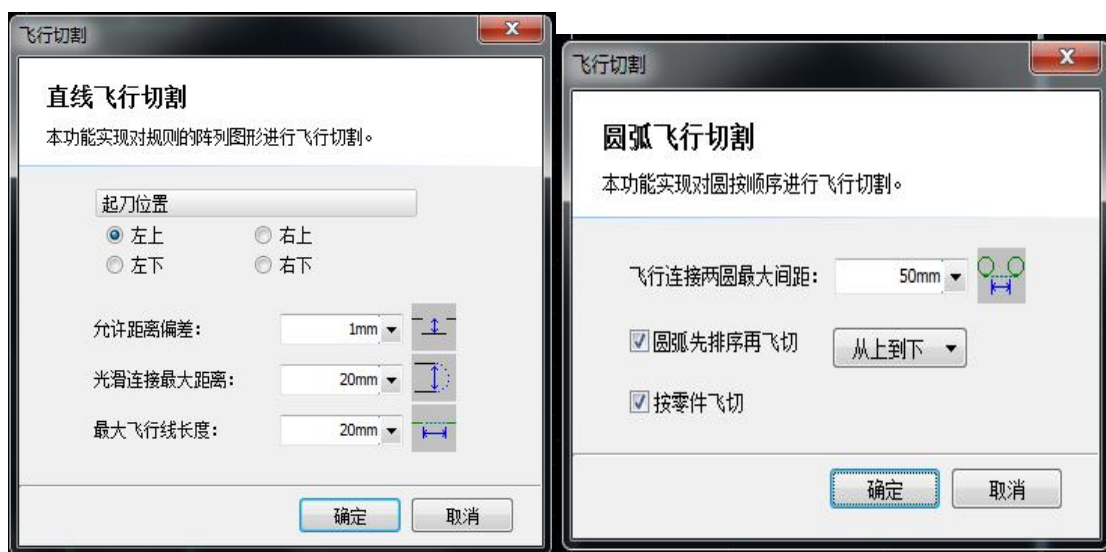 飞行切割
直线飞行切割
本功能实现对规则的阵列图形进行飞行切割。
起刀位置
左上
右上
左下
右下
允许距离偏差：
1mm
光滑连接最大距离：
20mm
最大飞行线长度：
20mm
确定
取消
飞行切割
圆弧飞行切割
本功能实现对圆按顺序进行飞行切割。
飞行连接两圆最大间距：
50mm
圆弧先排序再飞切
从上到下
按零件飞切
确定
取消